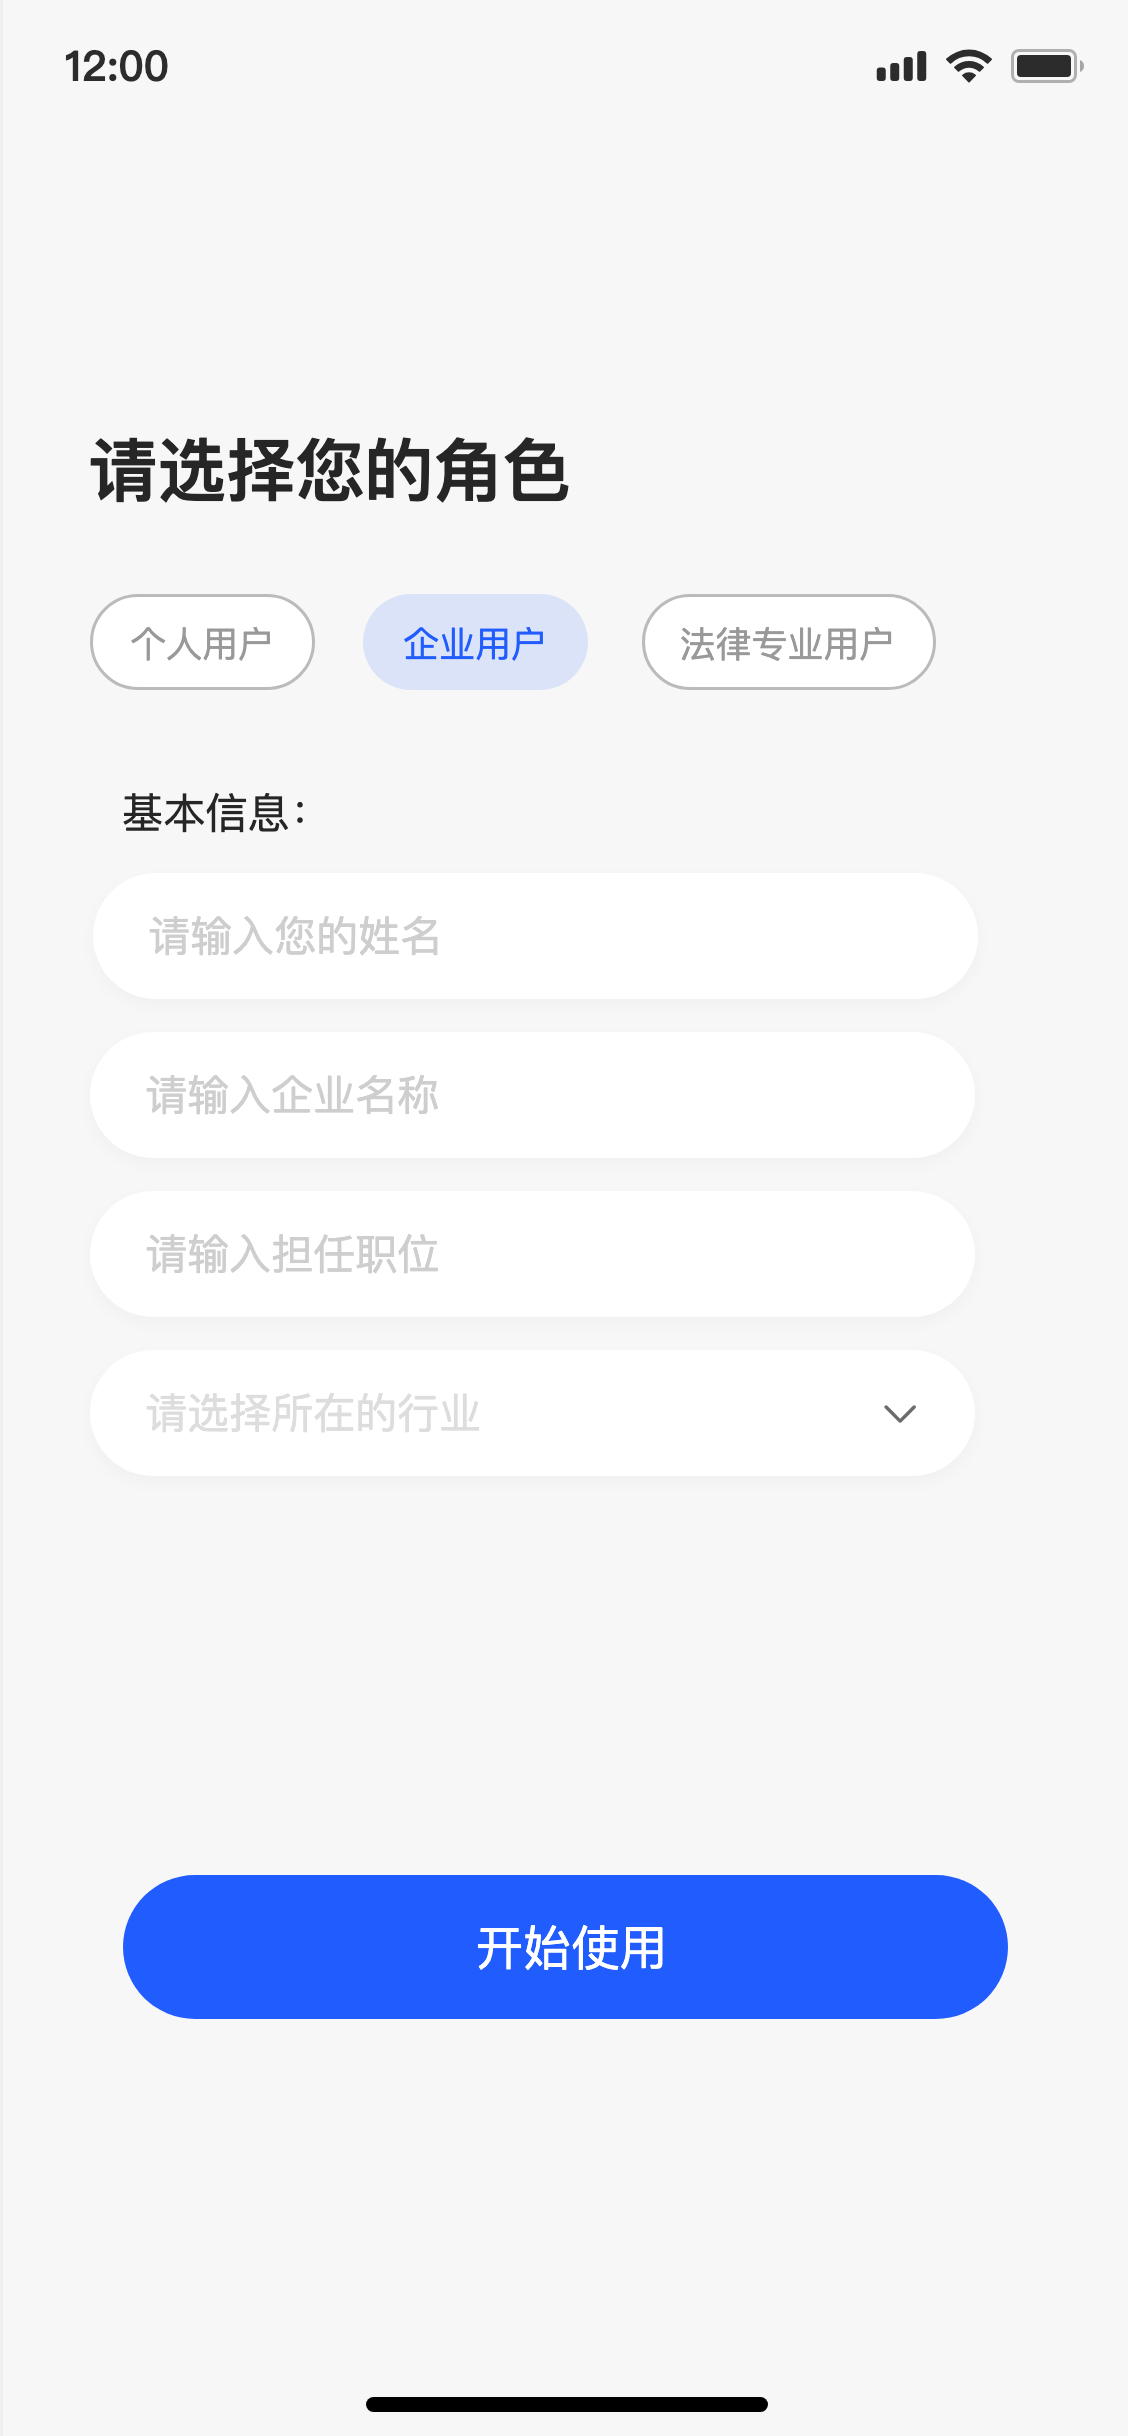 12:00
请选择您的角色
个人用户 企业用户 法律专业用户
基本信息：
请输入您的姓名
请输入企业名称
请输入担任职位
请选择所在的行业
开始使用